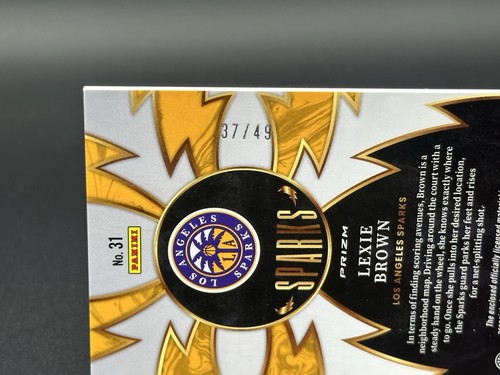 37/49
No. 31
PANINI
LOS ANGELES
LA
SPARKS
SPARKS
PRIZM
LEXIE
BROWN
LOS ANGELES SPARKS
In terms of finding scoring avenues, Brown is a
neighborhood map. Driving around the court with a
steady hand on the wheel, she knows exactly where
to go. Once she pulls into her desired location,
the Sparks guard parks her feet and rises
for a net-splitting shot.
The enclosed officially licensed